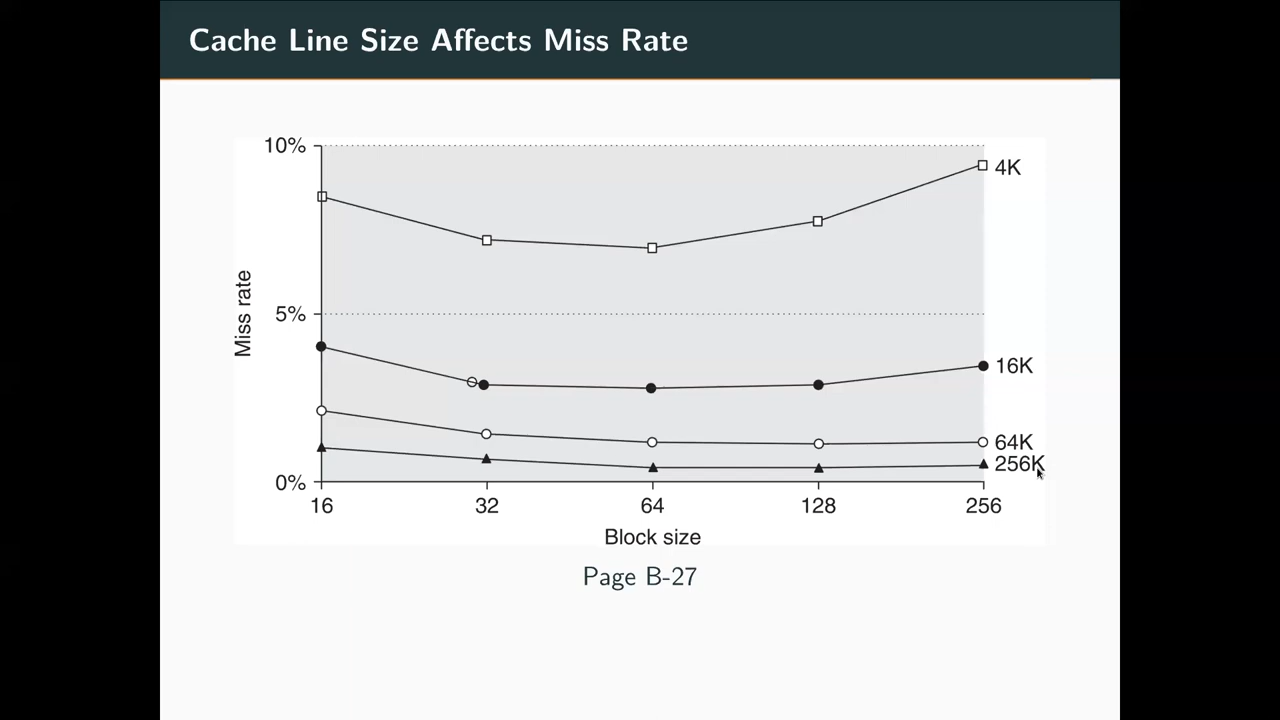 Cache Line Size Affects Miss Rate
10%
5%
0%
Miss rate
4K
16K
64K
256K
16 32 64 128 256
Block size
Page B-27